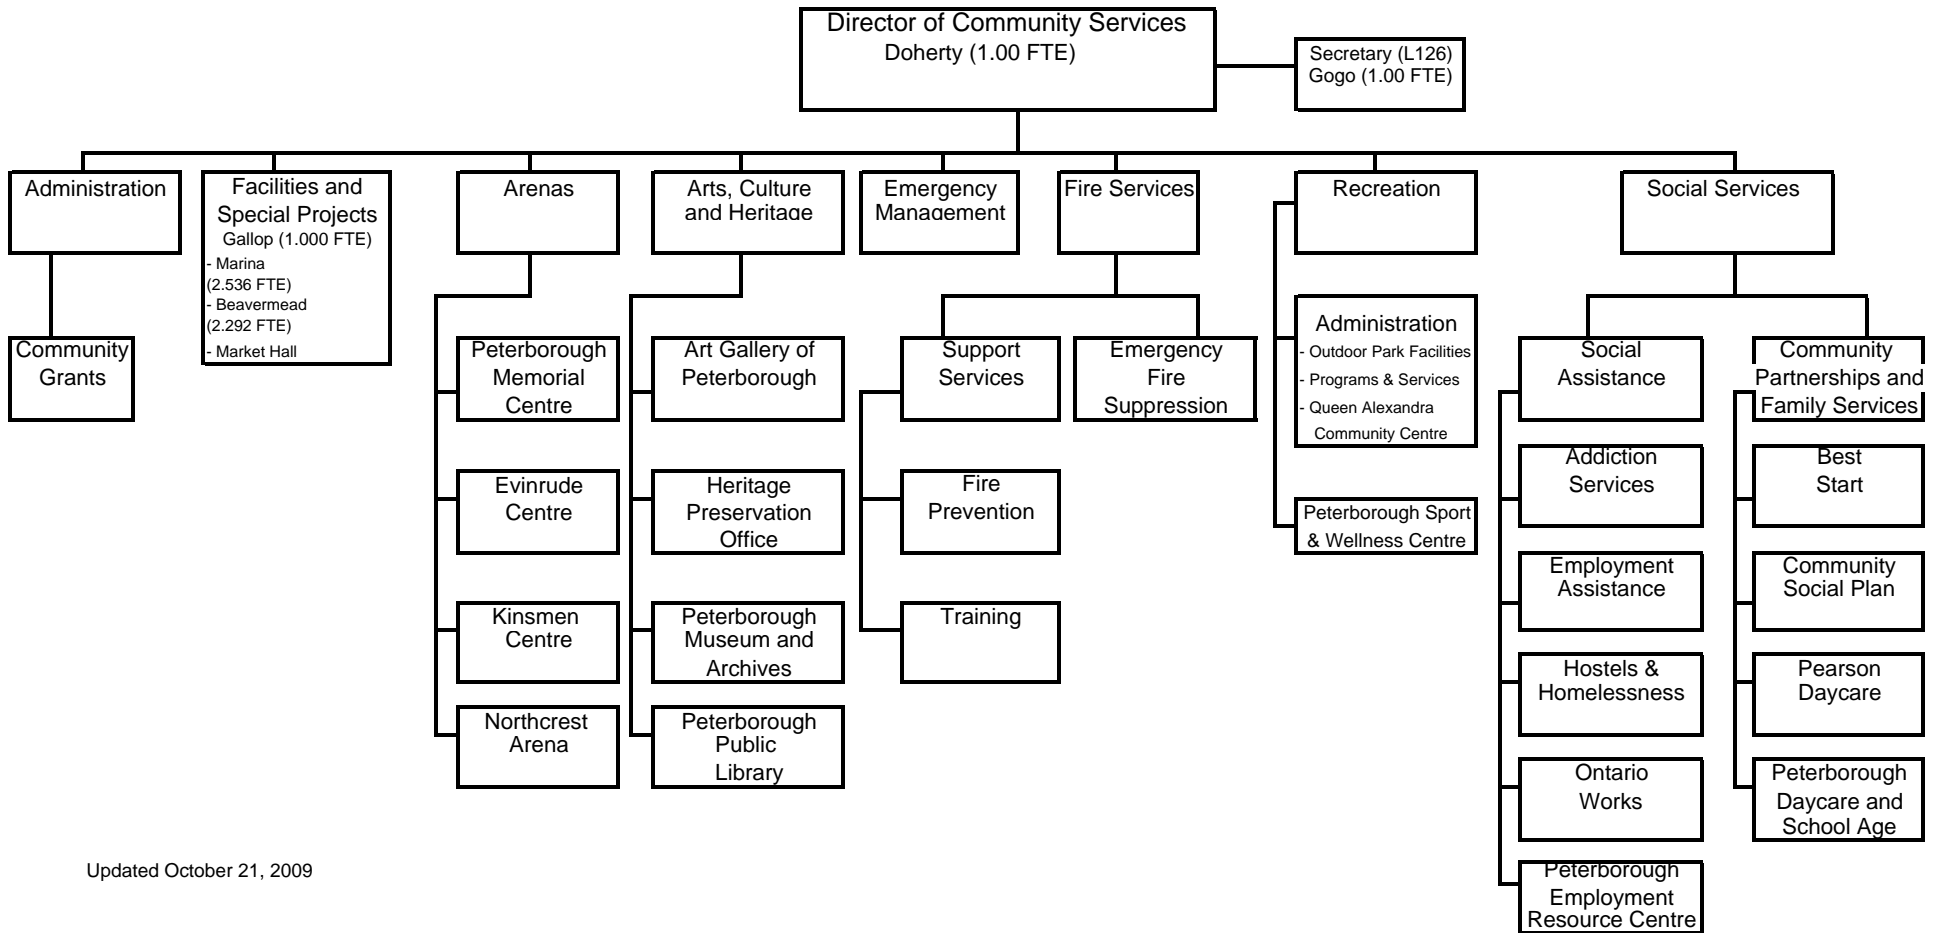 Director of Community Services
Doherty (1.00 FTE)
Secretary (L126)
Gogo (1.00 FTE)
Administration
Facilities and
Special Projects
Gallop (1.000 FTE)
- Marina
(2.536 FTE)
- Beavermead
(2.292 FTE)
- Market Hall
Arenas
Arts, Culture
and Heritage
Emergency
Management
Fire Services
Recreation
Social Services
Community
Grants
Peterborough
Memorial
Centre
Evinrude
Centre
Kinsmen
Centre
Northcrest
Arena
Art Gallery of
Peterborough
Heritage
Preservation
Office
Peterborough
Museum and
Archives
Peterborough
Public
Library
Support
Services
Fire
Prevention
Training
Emergency
Fire
Suppression
Administration
- Outdoor Park Facilities
- Programs & Services
- Queen Alexandra
Community Centre
Peterborough Sport
& Wellness Centre
Social
Assistance
Addiction
Services
Employment
Assistance
Hostels &
Homelessness
Ontario
Works
Peterborough
Employment
Resource Centre
Community
Partnerships and
Family Services
Best
Start
Community
Social Plan
Pearson
Daycare
Peterborough
Daycare and
School Age
Updated October 21, 2009